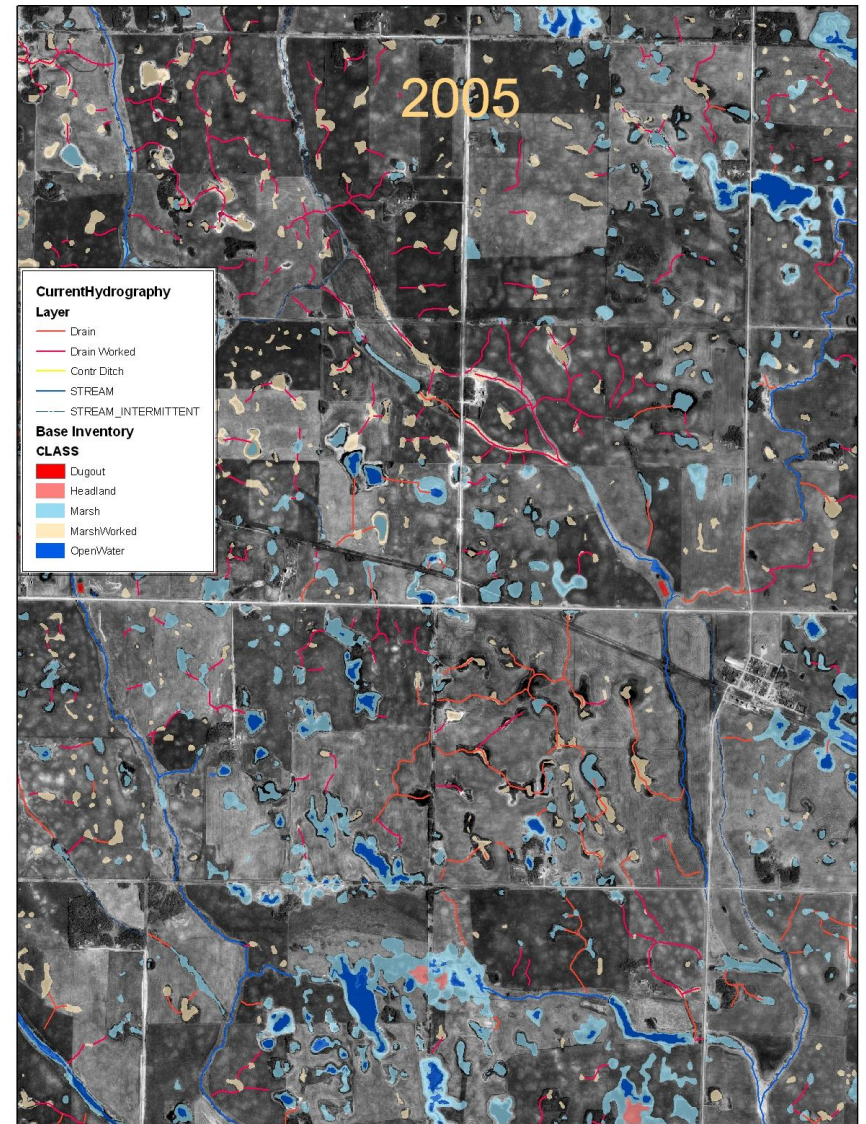 2005
CurrentHydrography
Layer
Drain
Drain Worked
Contr Ditch
STREAM
STREAM_INTERMITTENT
Base Inventory
CLASS
Dugout
Headland
Marsh
MarshWorked
OpenWater